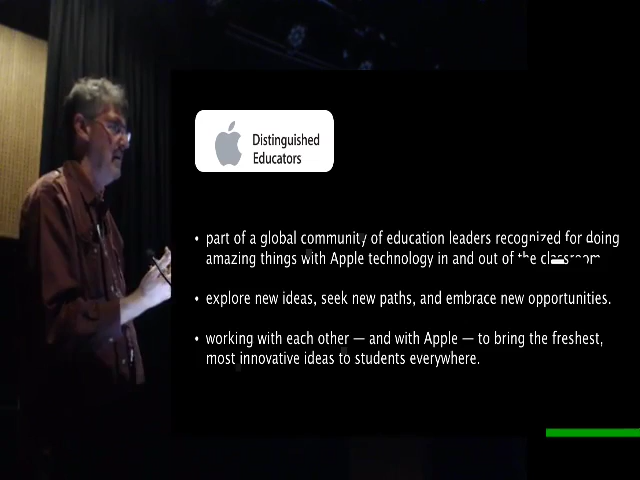 Distinguished
Educators
• part of a global community of education leaders recognized for doing
amazing things with Apple technology in and out of the classroom
• explore new ideas, seek new paths, and embrace new opportunities.
• working with each other — and with Apple — to bring the freshest,
most innovative ideas to students everywhere.